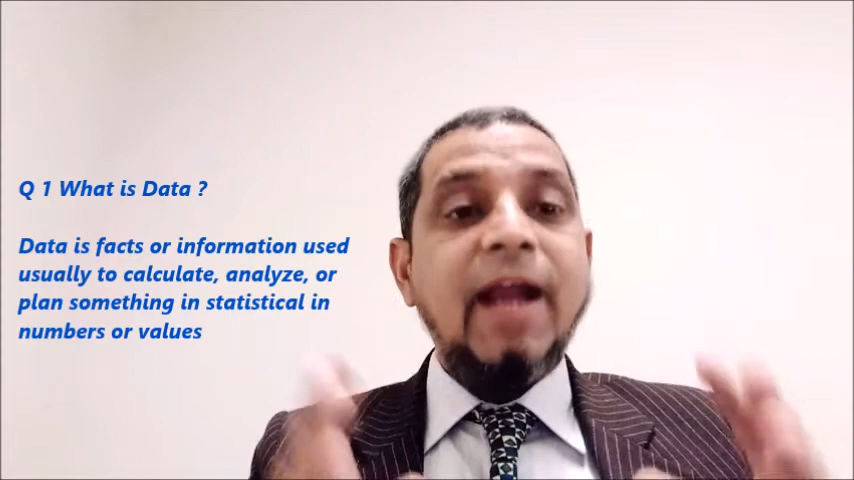 Q 1 What is Data ?
Data is facts or information used
usually to calculate, analyze, or
plan something in statistical in
numbers or values